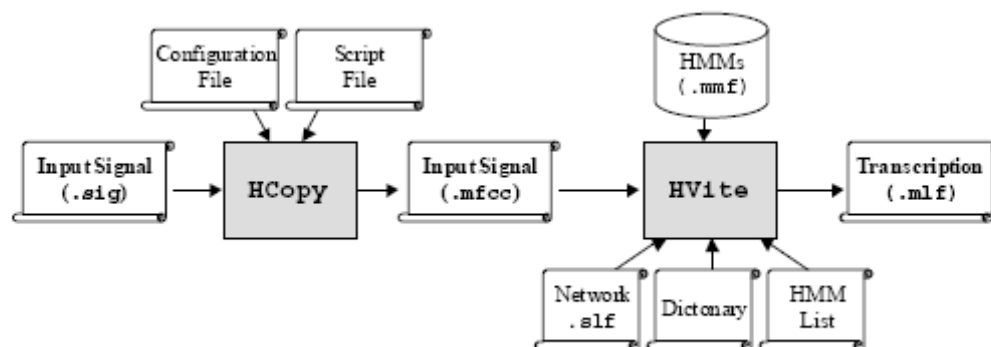 Configuration
File
Script
File
HMMs
(.mmf)
Input Signal
(.sig)
HCopy
Input Signal
(.mfcc)
HVite
Transcription
(.mlf)
Network
.slf
Dictonary
HMM
List